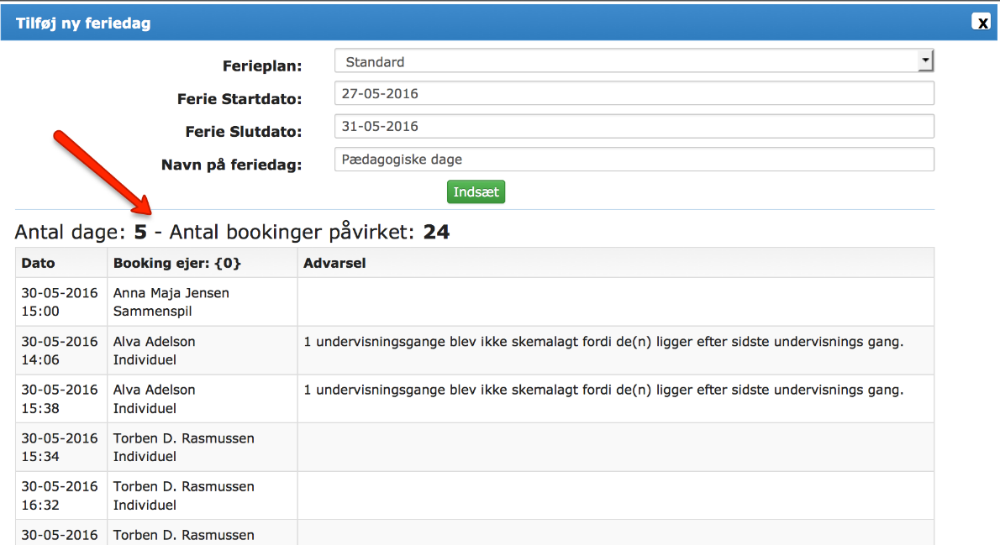 Tilføj ny feriedag
x
Ferieplan: Standard
Ferie Startdato: 27-05-2016
Ferie Slutdato: 31-05-2016
Navn på feriedag: Pædagogiske dage
Indsæt
Antal dage: 5 - Antal bookinger påvirket: 24
Dato Booking ejer: {0} Advarsel
30-05-2016 Anna Maja Jensen
15:00 Sammenspil
30-05-2016 Alva Adelson 1 undervisningsgange blev ikke skemalagt fordi de(n) ligger efter sidste undervisnings gang.
14:06 Individuel
30-05-2016 Alva Adelson 1 undervisningsgange blev ikke skemalagt fordi de(n) ligger efter sidste undervisnings gang.
15:38 Individuel
30-05-2016 Torben D. Rasmussen
15:34 Individuel
30-05-2016 Torben D. Rasmussen
16:32 Individuel
30-05-2016 Torben D. Rasmussen